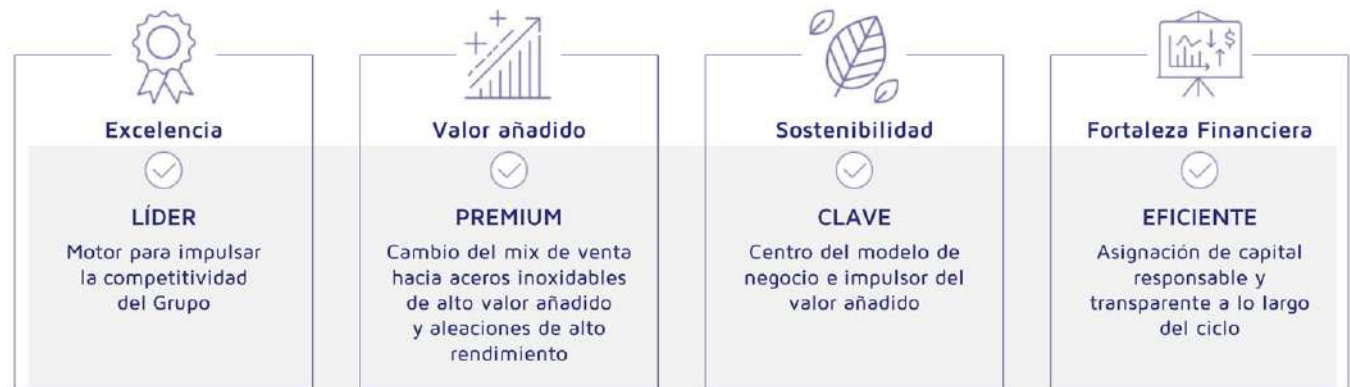 Excelencia
LÍDER
Motor para impulsar
la competitividad
del Grupo
Valor añadido
PREMIUM
Cambio del mix de venta
hacia aceros inoxidables
de alto valor añadido
y aleaciones de alto
rendimiento
Sostenibilidad
CLAVE
Centro del modelo de
negocio e impulsor del
valor añadido
$
Fortaleza Financiera
EFICIENTE
Asignación de capital
responsable y
transparente a lo largo
del ciclo